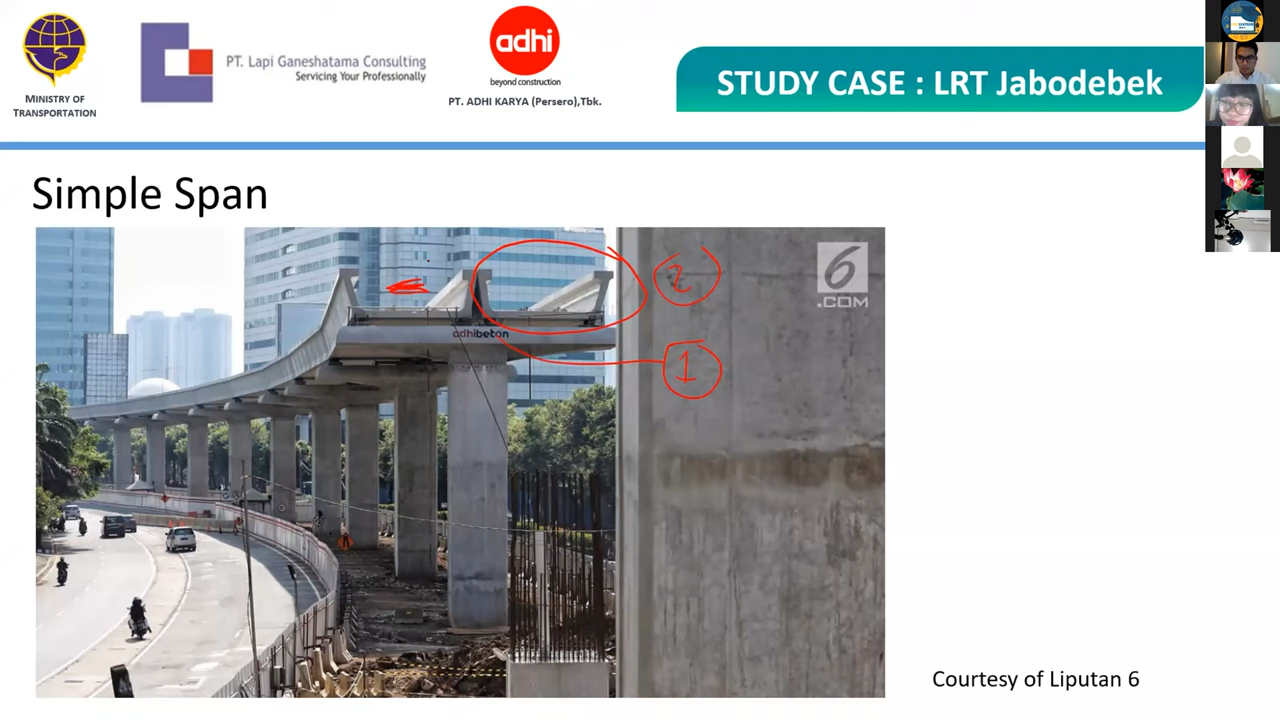 MINISTRY OF
TRANSPORTATION
PT. Lapi Ganeshatama Consulting
Servicing Your Professionally
adhi
beyond construction
PT. ADHI KARYA (Persero),Tbk.
STUDY CASE : LRT Jabodebek
Simple Span
6
.COM
2
adhibeton
1
Courtesy of Liputan 6